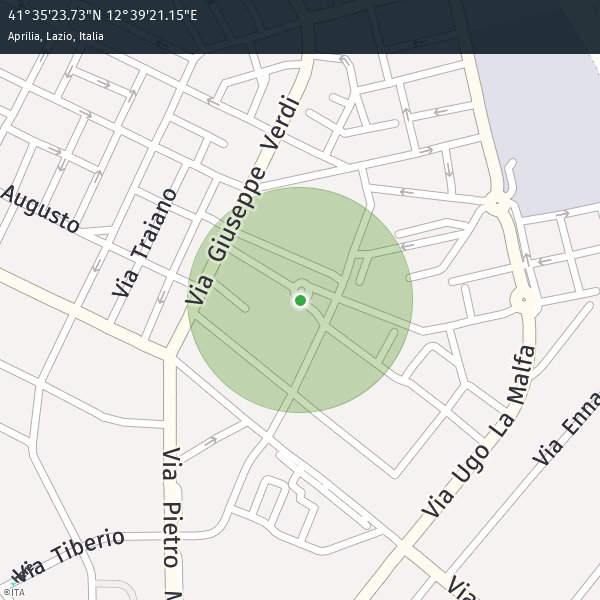 41°35'23.73"N 12°39'21.15"E
Aprilia, Lazio, Italia
Via Giuseppe Verdi
Augusto
Via Traiano
Via Ugo La Malfa
Via Enna
Via Pietro
Via Tiberio
Via
©ITA